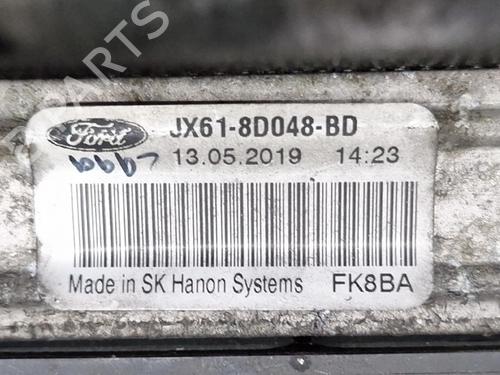 Ford JX61-8D048-BD
13.05.2019 14:23
Made in SK Hanon Systems FK8BA